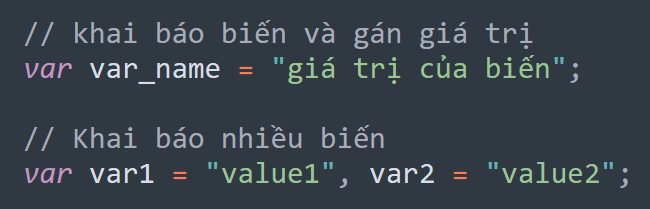 // khai báo biến và gán giá trị
var var_name = "giá trị của biến";
// Khai báo nhiều biến
var var1 = "value1", var2 = "value2";